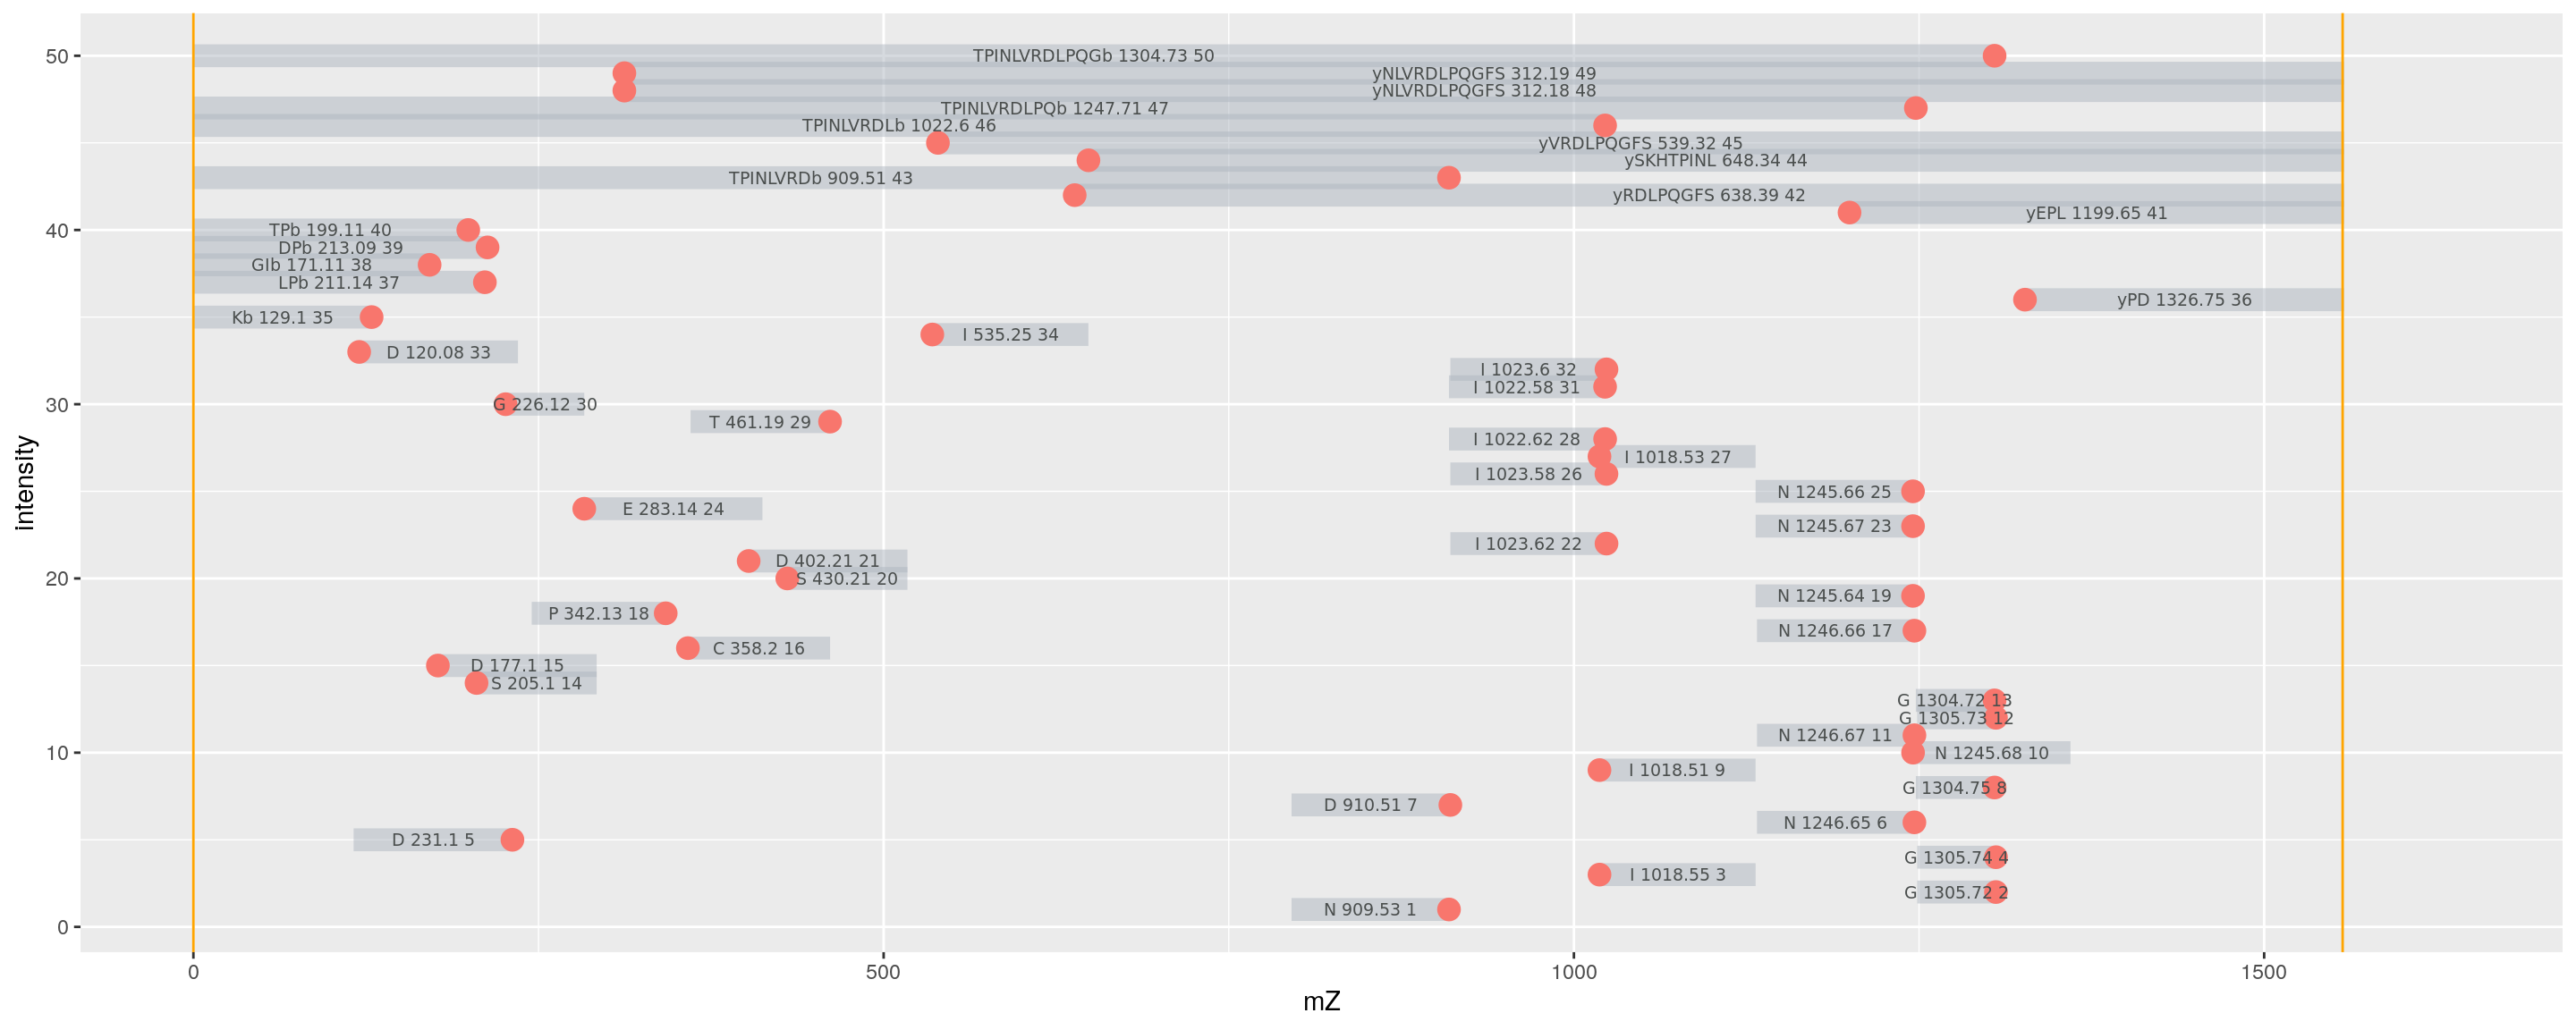 50
TPINLVRDLPQGb 1304.73 50
yNLVRDLPQGFS 312.19 49
yNLVRDLPQGFS 312.18 48
TPINLVRDLPQb 1247.71 47
TPINLVRDLb 1022.6 46
yVRDLPQGFS 539.32 45
ySKHTPINL 648.34 44
TPINLVRDb 909.51 43
yRDLPQGFS 638.39 42
yEPL 1199.65 41
40
TPb 199.11 40
DPb 213.09 39
GIb 171.11 38
LPb 211.14 37
yPD 1326.75 36
Kb 129.1 35
I 535.25 34
D 120.08 33
I 1023.6 32
I 1022.58 31
30
G 226.12 30
T 461.19 29
I 1022.62 28
I 1018.53 27
I 1023.58 26
N 1245.66 25
E 283.14 24
N 1245.67 23
I 1023.62 22
D 402.21 21
20
S 430.21 20
N 1245.64 19
P 342.13 18
N 1246.66 17
C 358.2 16
D 177.1 15
S 205.1 14
G 1304.72 13
G 1305.73 12
N 1246.67 11
10
N 1245.68 10
I 1018.51 9
G 1304.75 8
D 910.51 7
N 1246.65 6
D 231.1 5
G 1305.74 4
I 1018.55 3
G 1305.72 2
N 909.53 1
0
intensity
0
500
1000
1500
mZ